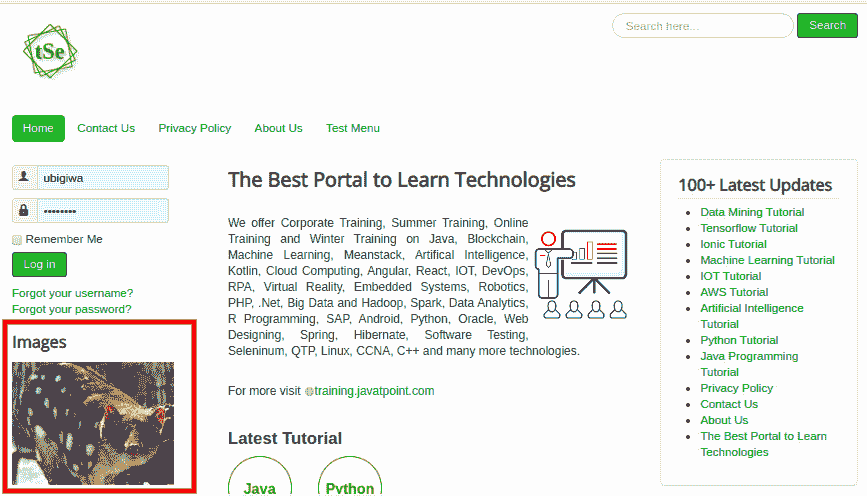 tSe
Search here...
Search
Home
Contact Us
Privacy Policy
About Us
Test Menu
ubigiwa
••••••••
Remember Me
Log in
Forgot your username?
Forgot your password?
Images
The Best Portal to Learn Technologies
We offer Corporate Training, Summer Training, Online
Training and Winter Training on Java, Blockchain,
Machine Learning, Meanstack, Artifical Intelligence,
Kotlin, Cloud Computing, Angular, React, IOT, DevOps,
RPA, Virtual Reality, Embedded Systems, Robotics,
PHP, .Net, Big Data and Hadoop, Spark, Data Analytics,
R Programming, SAP, Android, Python, Oracle, Web
Designing, Spring, Hibernate, Software Testing,
Seleninum, QTP, Linux, CCNA, C++ and many more technologies.
For more visit training.javatpoint.com
Latest Tutorial
Java
Python
100+ Latest Updates
Data Mining Tutorial
Tensorflow Tutorial
Ionic Tutorial
Machine Learning Tutorial
IOT Tutorial
AWS Tutorial
Artificial Intelligence
Tutorial
Python Tutorial
Java Programming
Tutorial
Privacy Policy
Contact Us
About Us
The Best Portal to Learn
Technologies